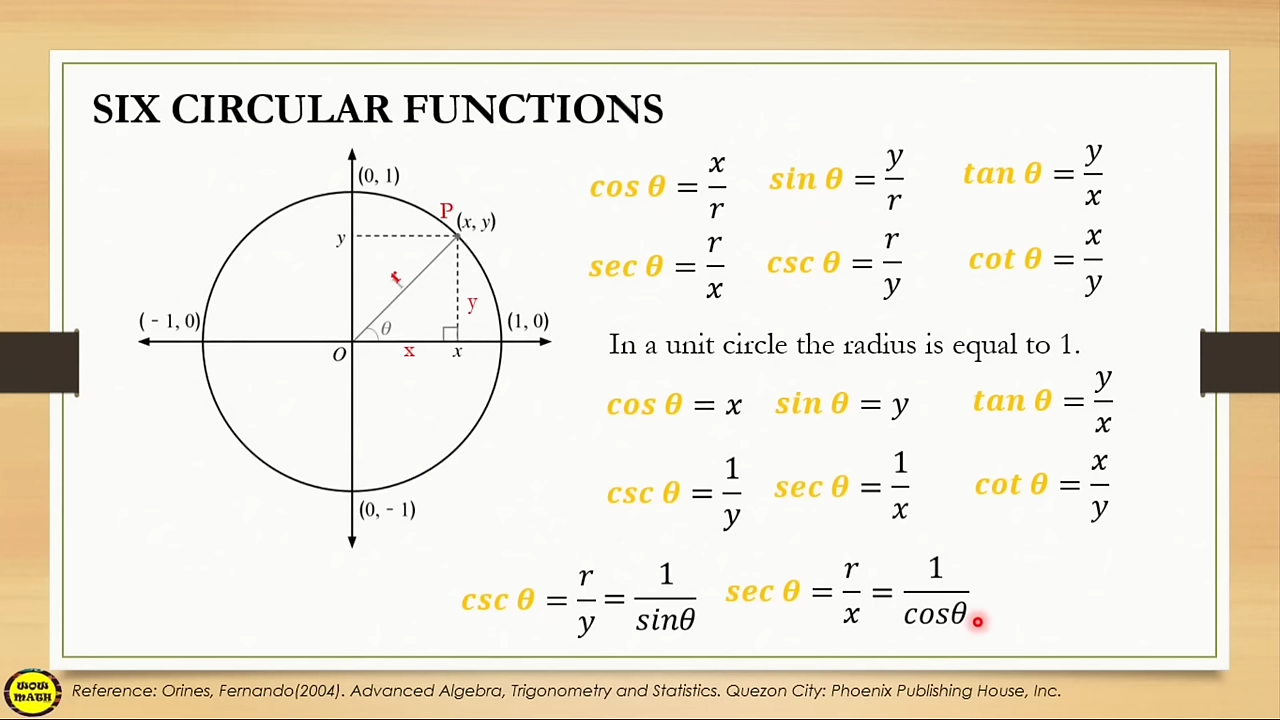 SIX CIRCULAR FUNCTIONS
(0, 1)
P (x, y)
y
r
y
(- 1, 0)
θ
(1, 0)
O
x
x
(0, - 1)
cos θ = x/r sin θ = y/r tan θ = y/x
sec θ = r/x csc θ = r/y cot θ = x/y
In a unit circle the radius is equal to 1.
cos θ = x sin θ = y tan θ = y/x
csc θ = 1/y sec θ = 1/x cot θ = x/y
csc θ = r/y = 1/sinθ sec θ = r/x = 1/cosθ
WOW
MATH
Reference: Orines, Fernando(2004). Advanced Algebra, Trigonometry and Statistics. Quezon City: Phoenix Publishing House, Inc.